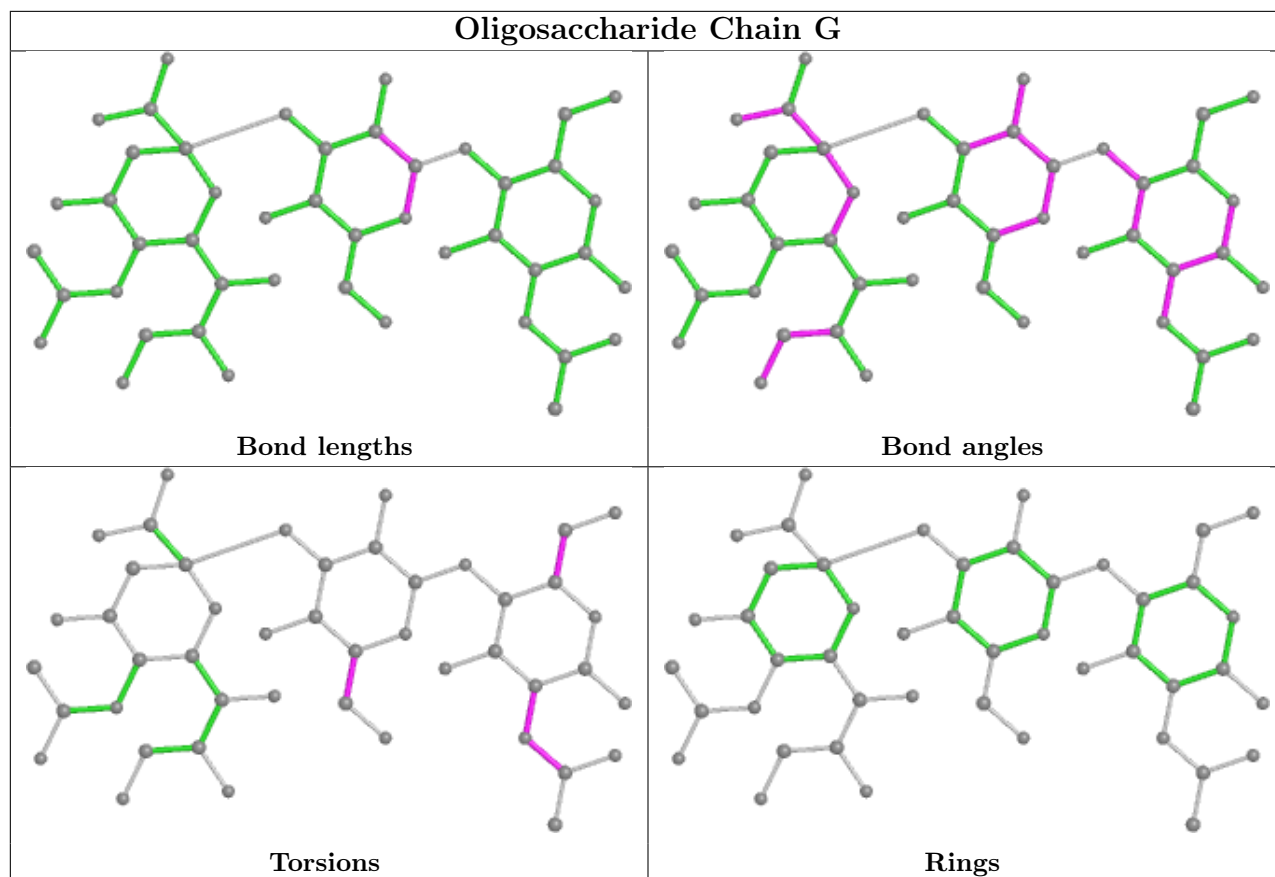 Oligosaccharide Chain G
Bond lengths
Bond angles
Torsions
Rings